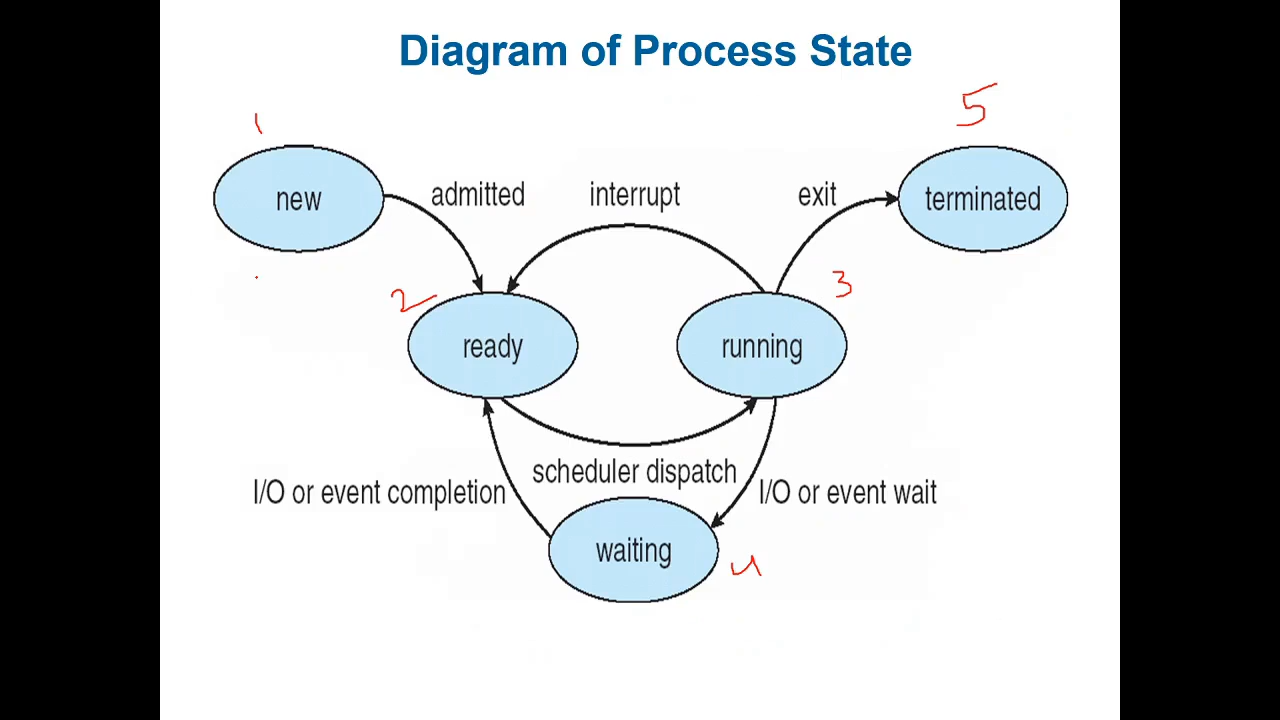 Diagram of Process State
1
5
new
admitted
interrupt
exit
terminated
2
3
ready
running
scheduler dispatch
I/O or event completion
I/O or event wait
waiting
4